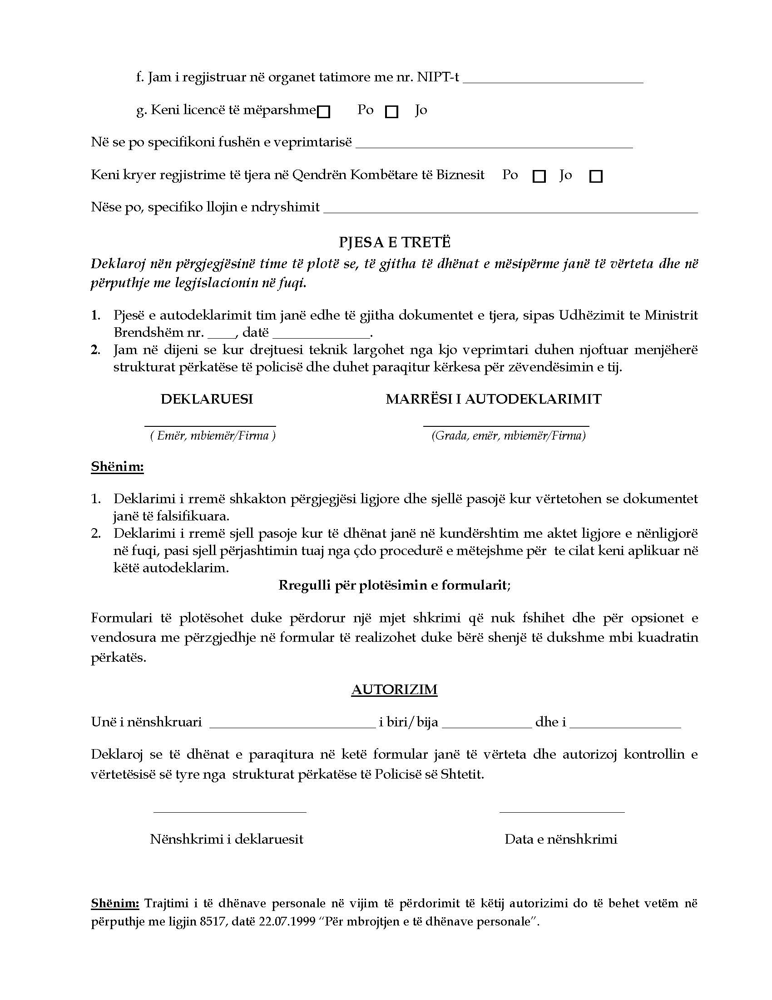 f. Jam i regjistruar në organet tatimore me nr. NIPT-t __________________________
g. Keni licencë të mëparshme☐ Po ☐ Jo
Në se po specifikoni fushën e veprimtarisë ________________________________________
Keni kryer regjistrime të tjera në Qendrën Kombëtare të Biznesit Po ☐ Jo ☐
Nëse po, specifiko llojin e ndryshimit ______________________________________________________
PJESA E TRETË
Deklaroj nën përgjegjësinë time të plotë se, të gjitha të dhënat e mësipërme janë të vërteta dhe në
përputhje me legjislacionin në fuqi.
1. Pjesë e autodeklarimit tim janë edhe të gjitha dokumentet e tjera, sipas Udhëzimit te Ministrit
Brendshëm nr. ____, datë ______________.
2. Jam në dijeni se kur drejtuesi teknik largohet nga kjo veprimtari duhen njoftuar menjëherë
strukturat përkatëse të policisë dhe duhet paraqitur kërkesa për zëvendësimin e tij.
DEKLARUESI MARRËSI I AUTODEKLARIMIT
___________________ ________________________
( Emër, mbiemër/Firma ) (Grada, emër, mbiemër/Firma)
Shënim:
1. Deklarimi i rremë shkakton përgjegjësi ligjore dhe sjellë pasojë kur vërtetohen se dokumentet
janë të falsifikuara.
2. Deklarimi i rremë sjell pasoje kur të dhënat janë në kundërshtim me aktet ligjore e nënligjorë
në fuqi, pasi sjell përjashtimin tuaj nga çdo procedurë e mëtejshme për te cilat keni aplikuar në
këtë autodeklarim.
Rregulli për plotësimin e formularit;
Formulari të plotësohet duke përdorur një mjet shkrimi që nuk fshihet dhe për opsionet e
vendosura me përzgjedhje në formular të realizohet duke bërë shenjë të dukshme mbi kuadratin
përkatës.
AUTORIZIM
Unë i nënshkruari ________________________ i biri/bija _____________ dhe i ________________
Deklaroj se të dhënat e paraqitura në ketë formular janë të vërteta dhe autorizoj kontrollin e
vërtetësisë së tyre nga strukturat përkatëse të Policisë së Shtetit.
______________________ __________________
Nënshkrimi i deklaruesit Data e nënshkrimi
Shënim: Trajtimi i të dhënave personale në vijim të përdorimit të këtij autorizimi do të behet vetëm në
përputhje me ligjin 8517, datë 22.07.1999 “Për mbrojtjen e të dhënave personale”.